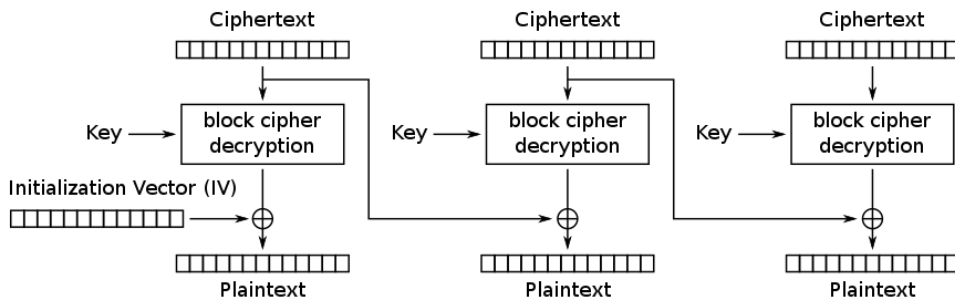 Ciphertext
Ciphertext
Ciphertext
Key
block cipher
decryption
Key
block cipher
decryption
Key
block cipher
decryption
Initialization Vector (IV)
Plaintext
Plaintext
Plaintext